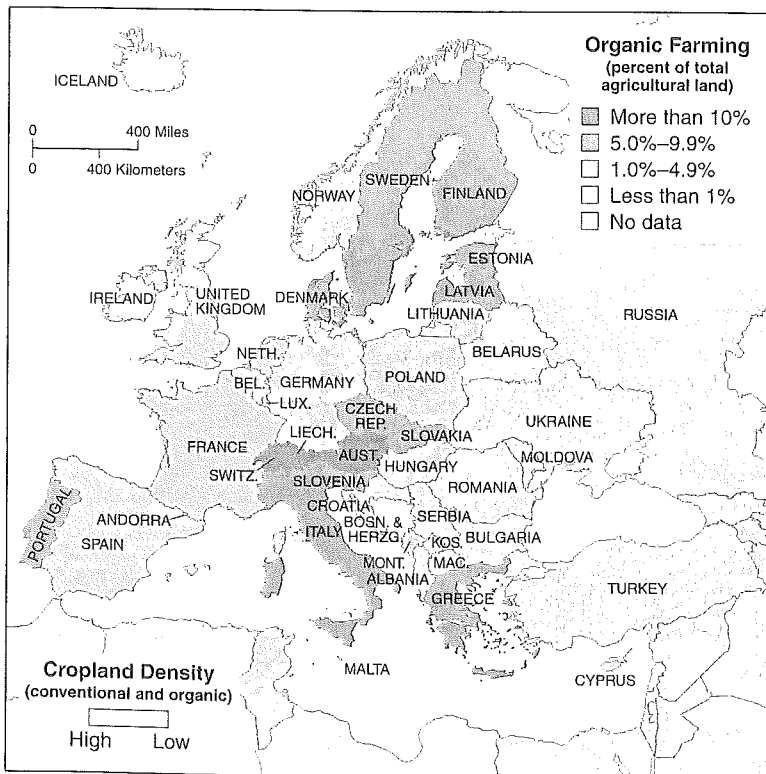 Organic Farming
(percent of total
agricultural land)
More than 10%
5.0%–9.9%
1.0%–4.9%
Less than 1%
No data
ICELAND
0 400 Miles
0 400 Kilometers
NORWAY
SWEDEN
FINLAND
ESTONIA
LATVIA
LITHUANIA
RUSSIA
IRELAND
UNITED
KINGDOM
DENMARK
NETH.
BEL.
LUX.
GERMANY
POLAND
BELARUS
CZECH
REP.
SLOVAKIA
UKRAINE
MOLDOVA
FRANCE
LIECH.
SWITZ.
AUST.
HUNGARY
SLOVENIA
ROMANIA
CROATIA
BOSN. &
HERZG.
SERBIA
ITALY
KOS.
BULGARIA
MONT.
MAC.
ALBANIA
PORTUGAL
ANDORRA
SPAIN
GREECE
TURKEY
MALTA
CYPRUS
Cropland Density
(conventional and organic)
High Low